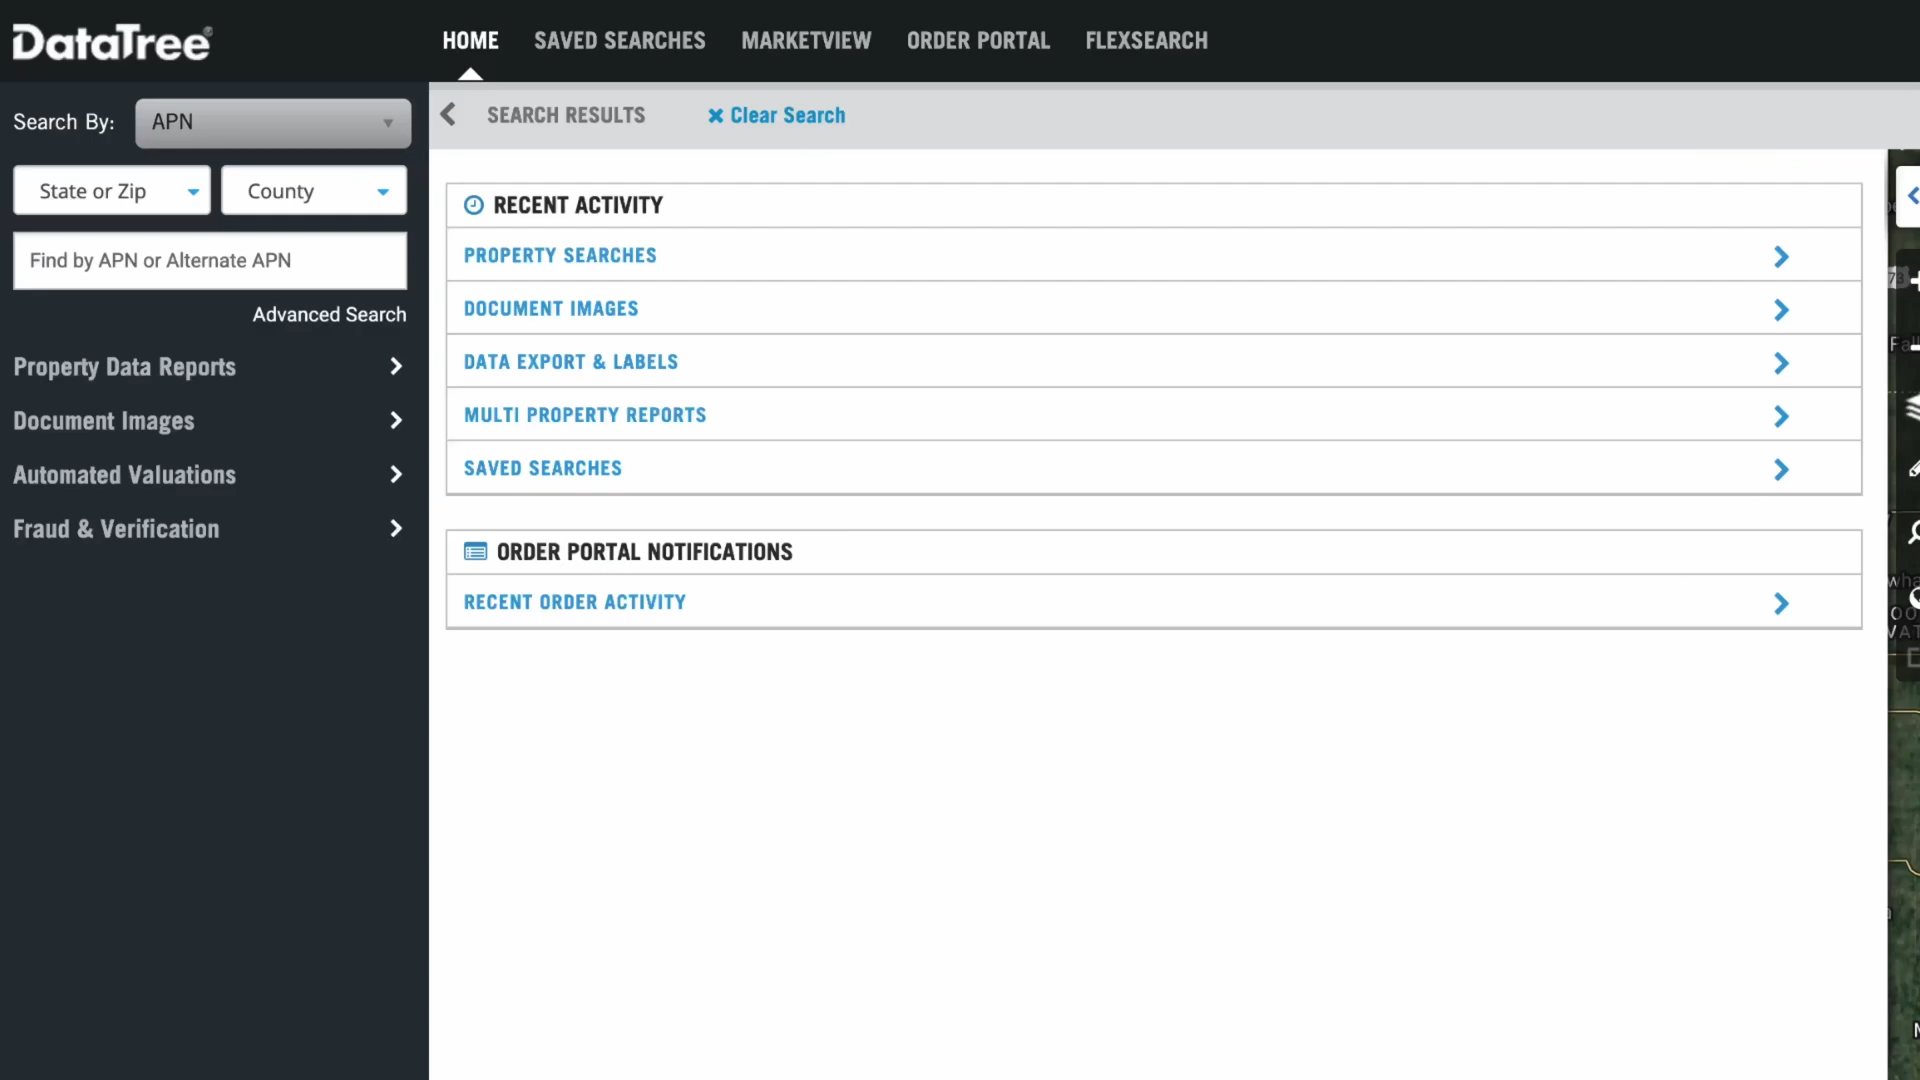 DataTree®
HOME
SAVED SEARCHES
MARKETVIEW
ORDER PORTAL
FLEXSEARCH
Search By:
APN
State or Zip
County
Find by APN or Alternate APN
Advanced Search
Property Data Reports
Document Images
Automated Valuations
Fraud & Verification
SEARCH RESULTS
Clear Search
RECENT ACTIVITY
PROPERTY SEARCHES
DOCUMENT IMAGES
DATA EXPORT & LABELS
MULTI PROPERTY REPORTS
SAVED SEARCHES
ORDER PORTAL NOTIFICATIONS
RECENT ORDER ACTIVITY
73